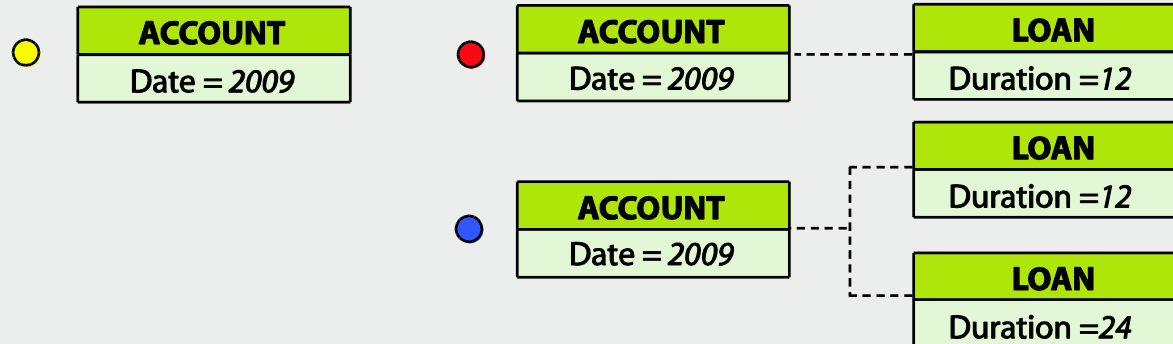 ACCOUNT
Date = 2009
ACCOUNT
Date = 2009
LOAN
Duration =12
LOAN
Duration =12
ACCOUNT
Date = 2009
LOAN
Duration =24